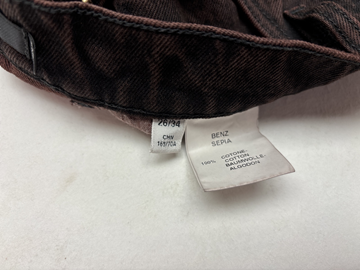 26/34
CHN
165/70A
BENZ
SEPIA
100% COTONE.
COTTON.
BAUMWOLLE.
ALGODON.